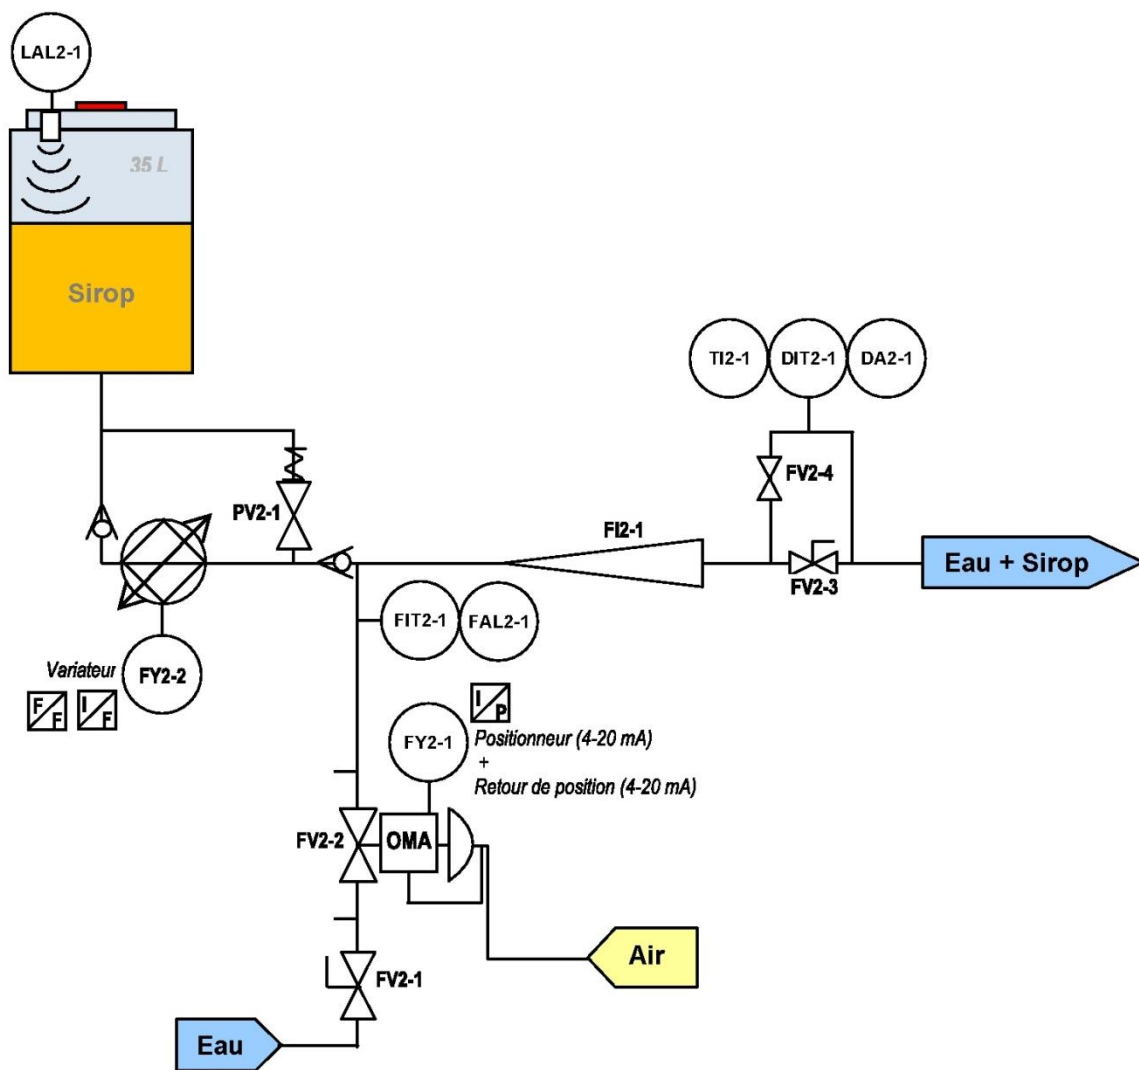 LAL2-1
35 L
Sirop
TI2-1
DIT2-1
DA2-1
FV2-4
PV2-1
FI2-1
Eau + Sirop
FV2-3
FIT2-1
FAL2-1
Variateur
FY2-2
F
F
I
F
I
P
FY2-1
Positionneur (4-20 mA)
+
Retour de position (4-20 mA)
FV2-2
OMA
Air
FV2-1
Eau